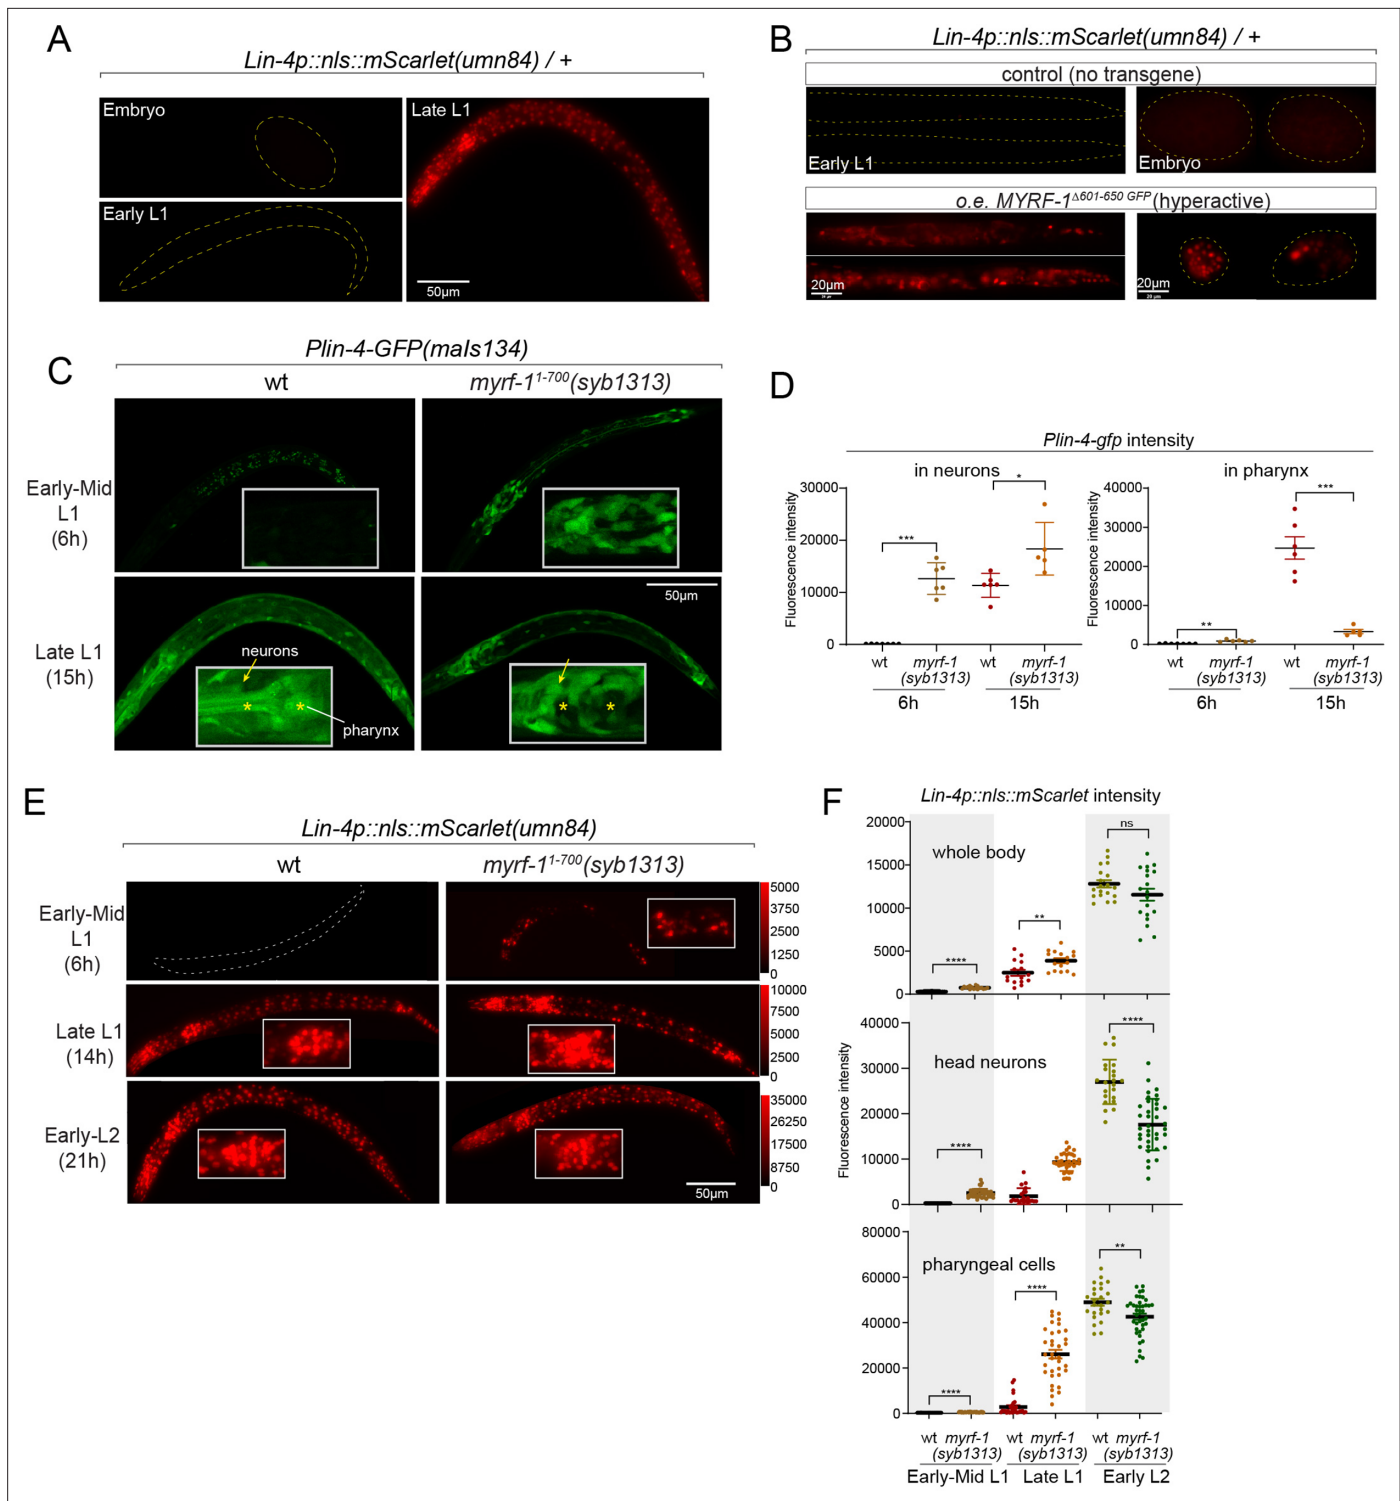 A
Lin-4p::nls::mScarlet(umn84) / +
Embryo
Late L1
Early L1
50μm
B
Lin-4p::nls::mScarlet(umn84) / +
control (no transgene)
Early L1
Embryo
o.e. MYRF-1Δ601-650 GFP(hyperactive)
20μm
20μm
20 μm
C
Plin-4-GFP(maIs134)
wt
myrf-11-700(syb1313)
Early-Mid
L1
(6h)
50μm
Late L1
(15h)
neurons
*
*
pharynx
*
*
D
Plin-4-gfp intensity
in neurons
Fluorescence intensity
30000
20000
10000
0
***
*
wt
myrf-1
(syb1313)
wt
myrf-1
(syb1313)
6h
15h
in pharynx
Fluorescence intensity
40000
30000
20000
10000
0
**
***
wt
myrf-1
(syb1313)
wt
myrf-1
(syb1313)
6h
15h
E
Lin-4p::nls::mScarlet(umn84)
wt
myrf-11-700(syb1313)
Early-Mid
L1
(6h)
5000
3750
2500
1250
0
Late L1
(14h)
10000
7500
5000
2500
0
Early-L2
(21h)
35000
26250
17500
8750
0
50μm
F
Lin-4p::nls::mScarlet intensity
Fluorescence intensity
20000
15000
10000
5000
0
whole body
****
**
ns
40000
30000
20000
10000
0
head neurons
****
****
80000
60000
40000
20000
0
pharyngeal cells
****
****
**
wt myrf-1 wt myrf-1 wt myrf-1
(syb1313) (syb1313) (syb1313)
Early-Mid L1 Late L1 Early L2